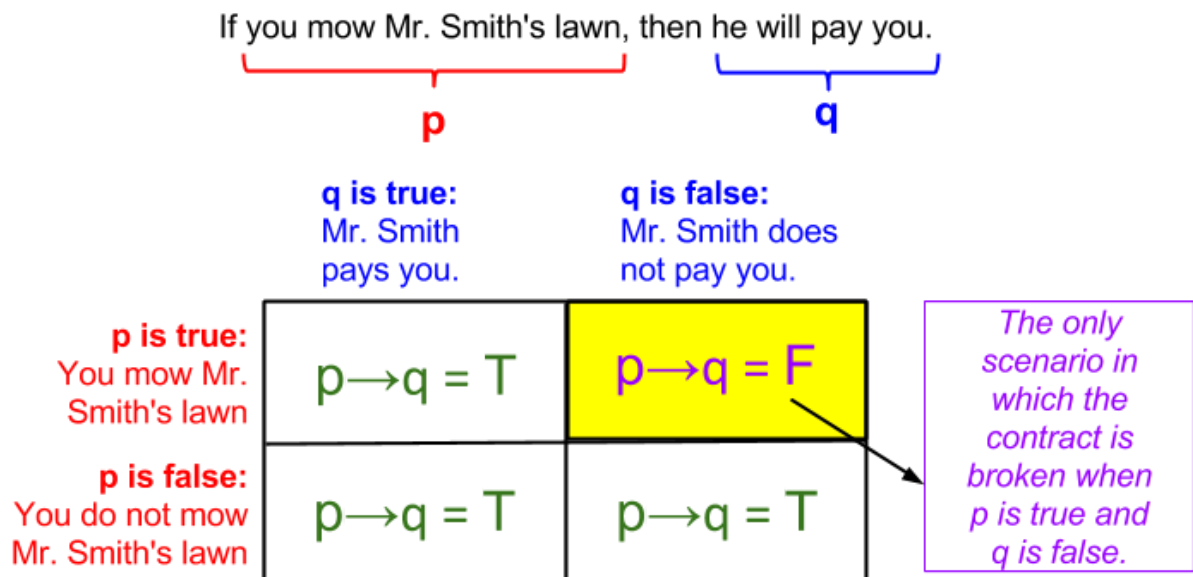 If you mow Mr. Smith's lawn, then he will pay you.
p
q
q is true:
Mr. Smith
pays you.
q is false:
Mr. Smith does
not pay you.
p is true:
You mow Mr.
Smith's lawn
p→q = T
p→q = F
The only
scenario in
which the
contract is
broken when
p is true and
q is false.
p is false:
You do not mow
Mr. Smith's lawn
p→q = T
p→q = T